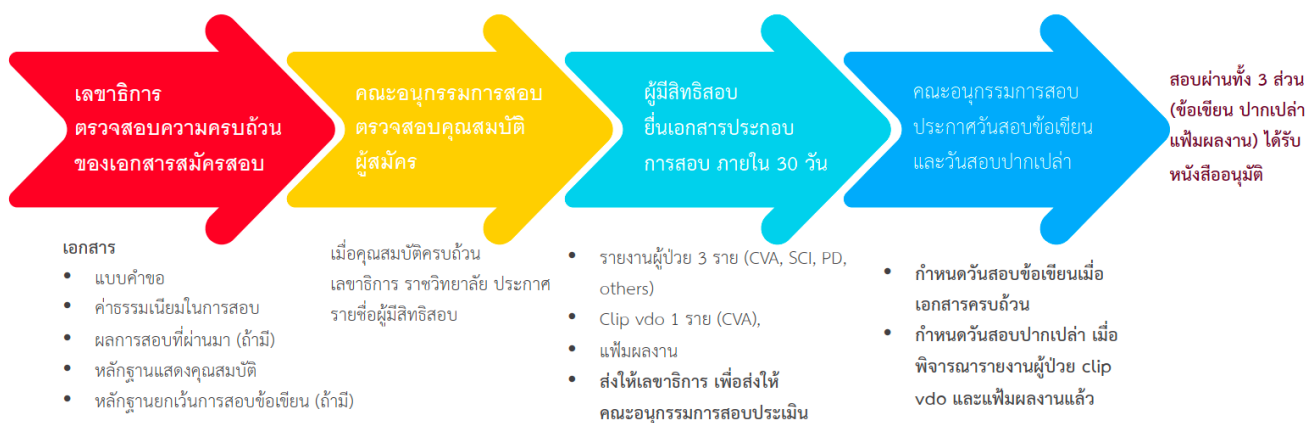 เลขาธิการ
ตรวจสอบความครบถ้วน
ของเอกสารสมัครสอบ
คณะอนุกรรมการสอบ
ตรวจสอบคุณสมบัติ
ผู้สมัคร
ผู้มีสิทธิสอบ
ยื่นเอกสารประกอบ
การสอบ ภายใน 30 วัน
คณะอนุกรรมการสอบ
ประกาศวันสอบข้อเขียน
และวันสอบปากเปล่า
สอบผ่านทั้ง 3 ส่วน
(ข้อเขียน ปากเปล่า
แฟ้มผลงาน) ได้รับ
หนังสืออนุมัติ
เอกสาร
• แบบคำขอ
• ค่าธรรมเนียมในการสอบ
• ผลการสอบที่ผ่านมา (ถ้ามี)
• หลักฐานแสดงคุณสมบัติ
• หลักฐานยกเว้นการสอบข้อเขียน (ถ้ามี)
เมื่อคุณสมบัติครบถ้วน
เลขาธิการ ราชวิทยาลัย ประกาศ
รายชื่อผู้มีสิทธิสอบ
• รายงานผู้ป่วย 3 ราย (CVA, SCI, PD,
others)
• Clip vdo 1 ราย (CVA),
• แฟ้มผลงาน
• ส่งให้เลขาธิการ เพื่อส่งให้
คณะอนุกรรมการสอบประเมิน
• กำหนดวันสอบข้อเขียนเมื่อ
เอกสารครบถ้วน
• กำหนดวันสอบปากเปล่า เมื่อ
พิจารณารายงานผู้ป่วย clip
vdo และแฟ้มผลงานแล้ว